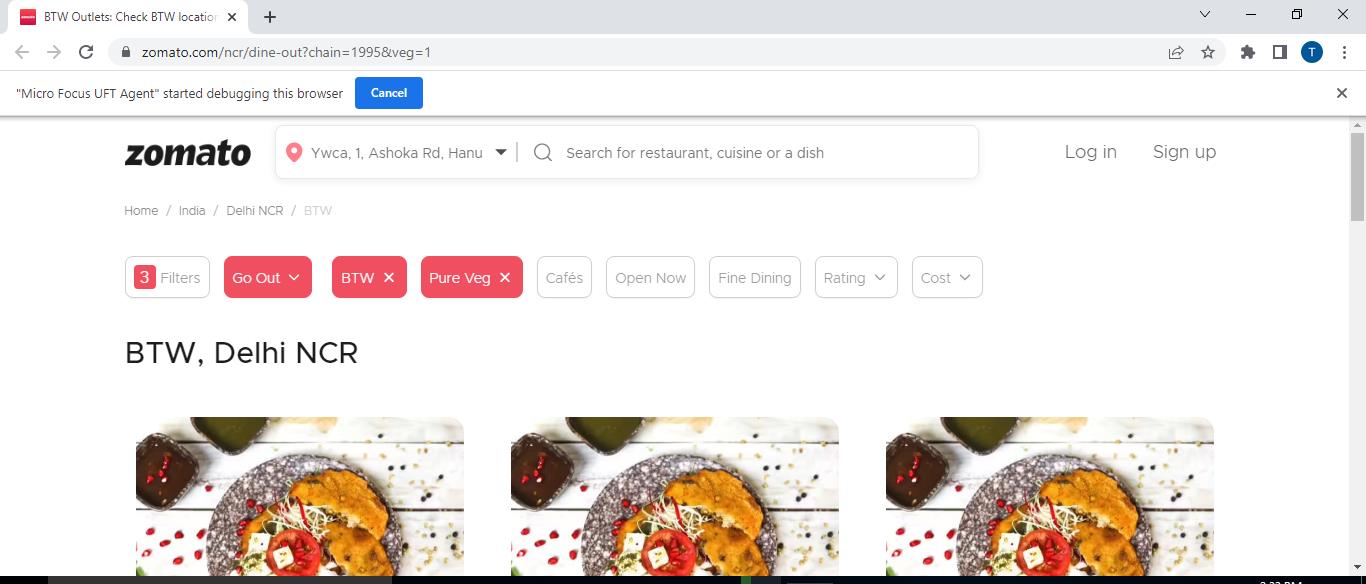 BTW Outlets: Check BTW location
zomato.com/ncr/dine-out?chain=1995&veg=1
T
"Micro Focus UFT Agent" started debugging this browser
Cancel
zomato
Ywca, 1, Ashoka Rd, Hanu
Search for restaurant, cuisine or a dish
Log in
Sign up
Home / India / Delhi NCR / BTW
3 Filters
Go Out
BTW
Pure Veg
Cafés
Open Now
Fine Dining
Rating
Cost
BTW, Delhi NCR